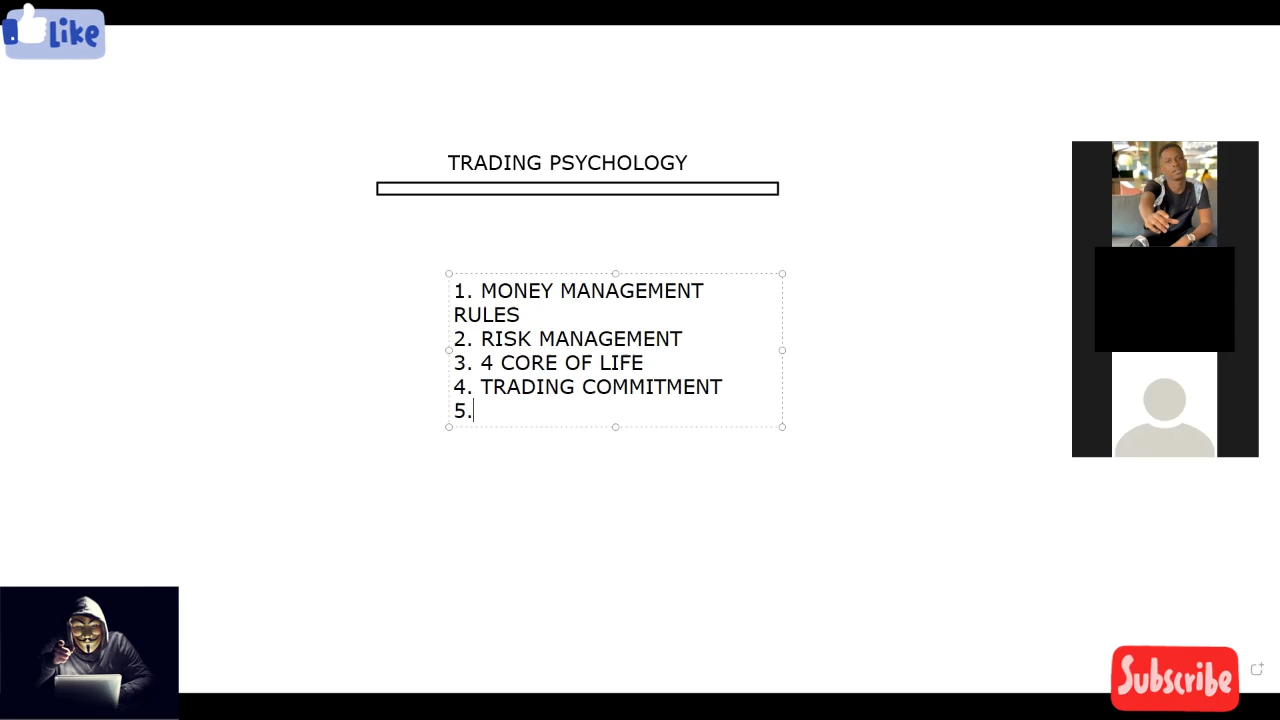 Like
TRADING PSYCHOLOGY
1. MONEY MANAGEMENT
RULES
2. RISK MANAGEMENT
3. 4 CORE OF LIFE
4. TRADING COMMITMENT
5.
Subscribe